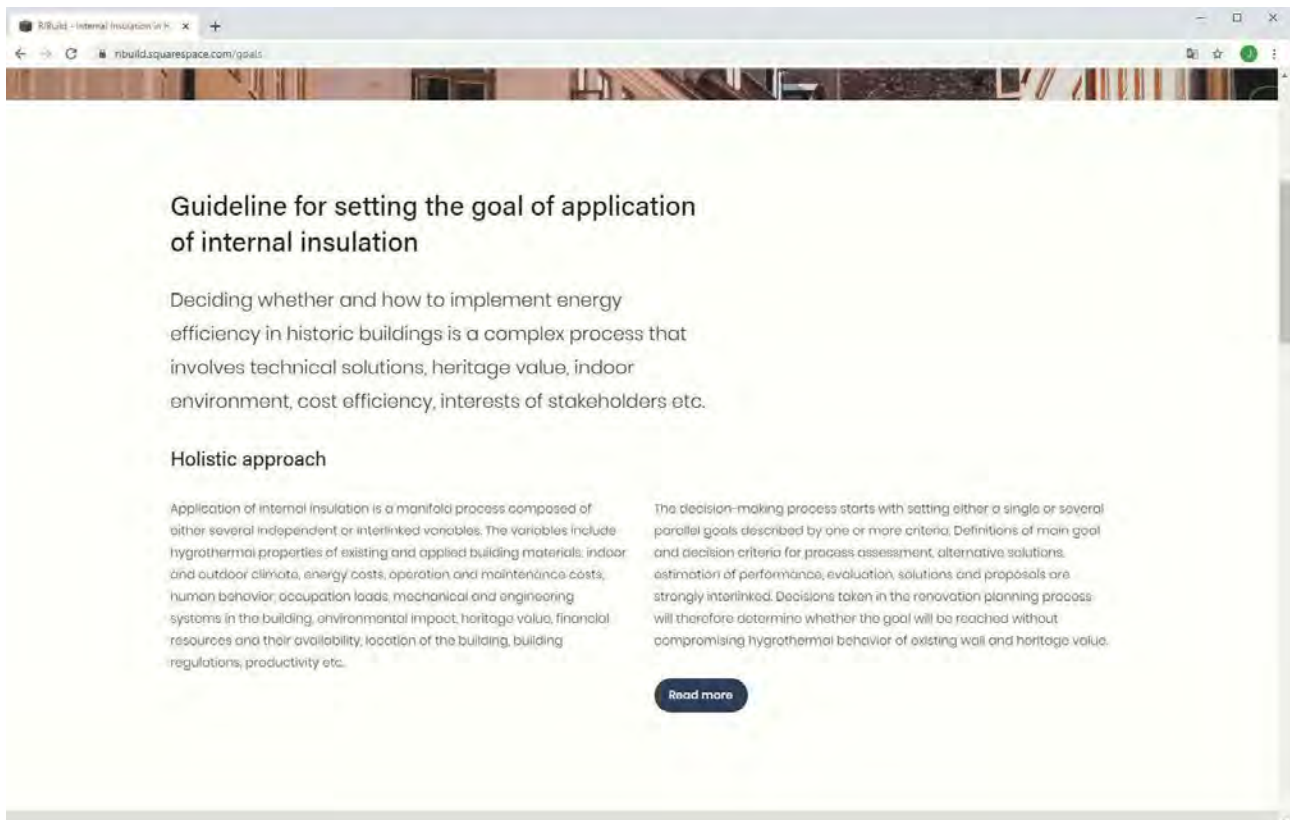 RiBuild - Internal Insulation in H
ribuild.squarespace.com/goals
J
Guideline for setting the goal of application
of internal insulation
Deciding whether and how to implement energy
efficiency in historic buildings is a complex process that
involves technical solutions, heritage value, indoor
environment, cost efficiency, interests of stakeholders etc.
Holistic approach
Application of internal insulation is a manifold process composed of
either several independent or interlinked variables. The variables include
hygrothermal properties of existing and applied building materials, indoor
and outdoor climate, energy costs, operation and maintenance costs,
human behavior, occupation loads, mechanical and engineering
systems in the building, environmental impact, heritage value, financial
resources and their availability, location of the building, building
regulations, productivity etc.
The decision-making process starts with setting either a single or several
parallel goals described by one or more criteria. Definitions of main goal
and decision criteria for process assessment, alternative solutions,
estimation of performance, evaluation, solutions and proposals are
strongly interlinked. Decisions taken in the renovation planning process
will therefore determine whether the goal will be reached without
compromising hygrothermal behavior of existing wall and heritage value.
Read more